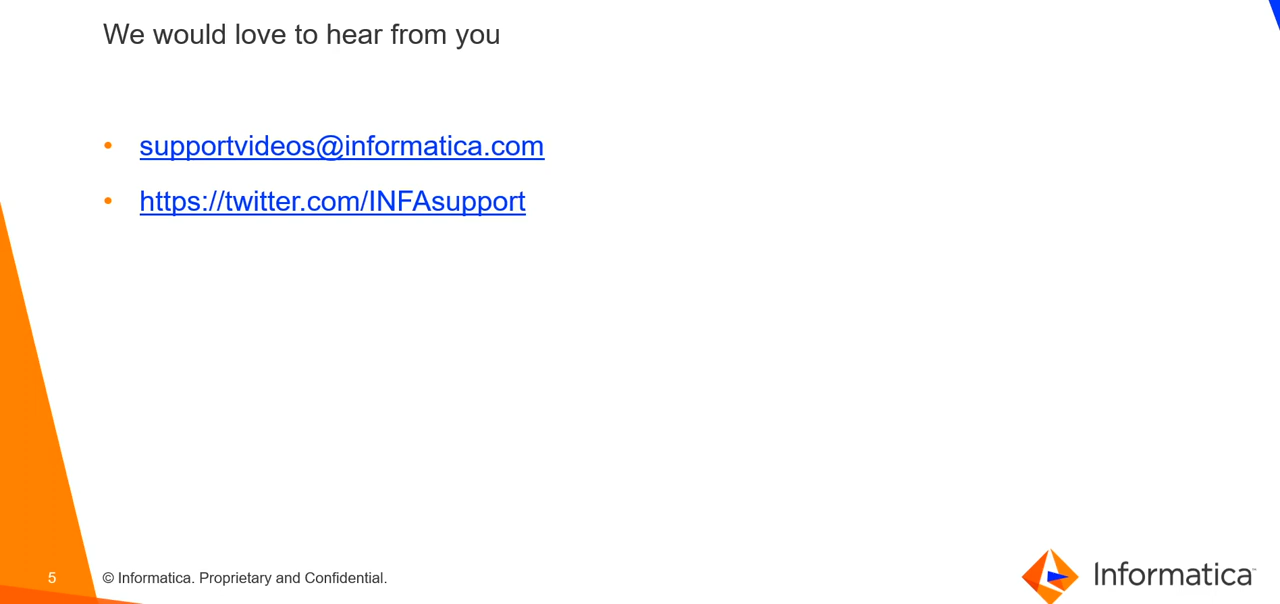 We would love to hear from you
• supportvideos@informatica.com
• https://twitter.com/INFAsupport
5
© Informatica. Proprietary and Confidential.
Informatica™